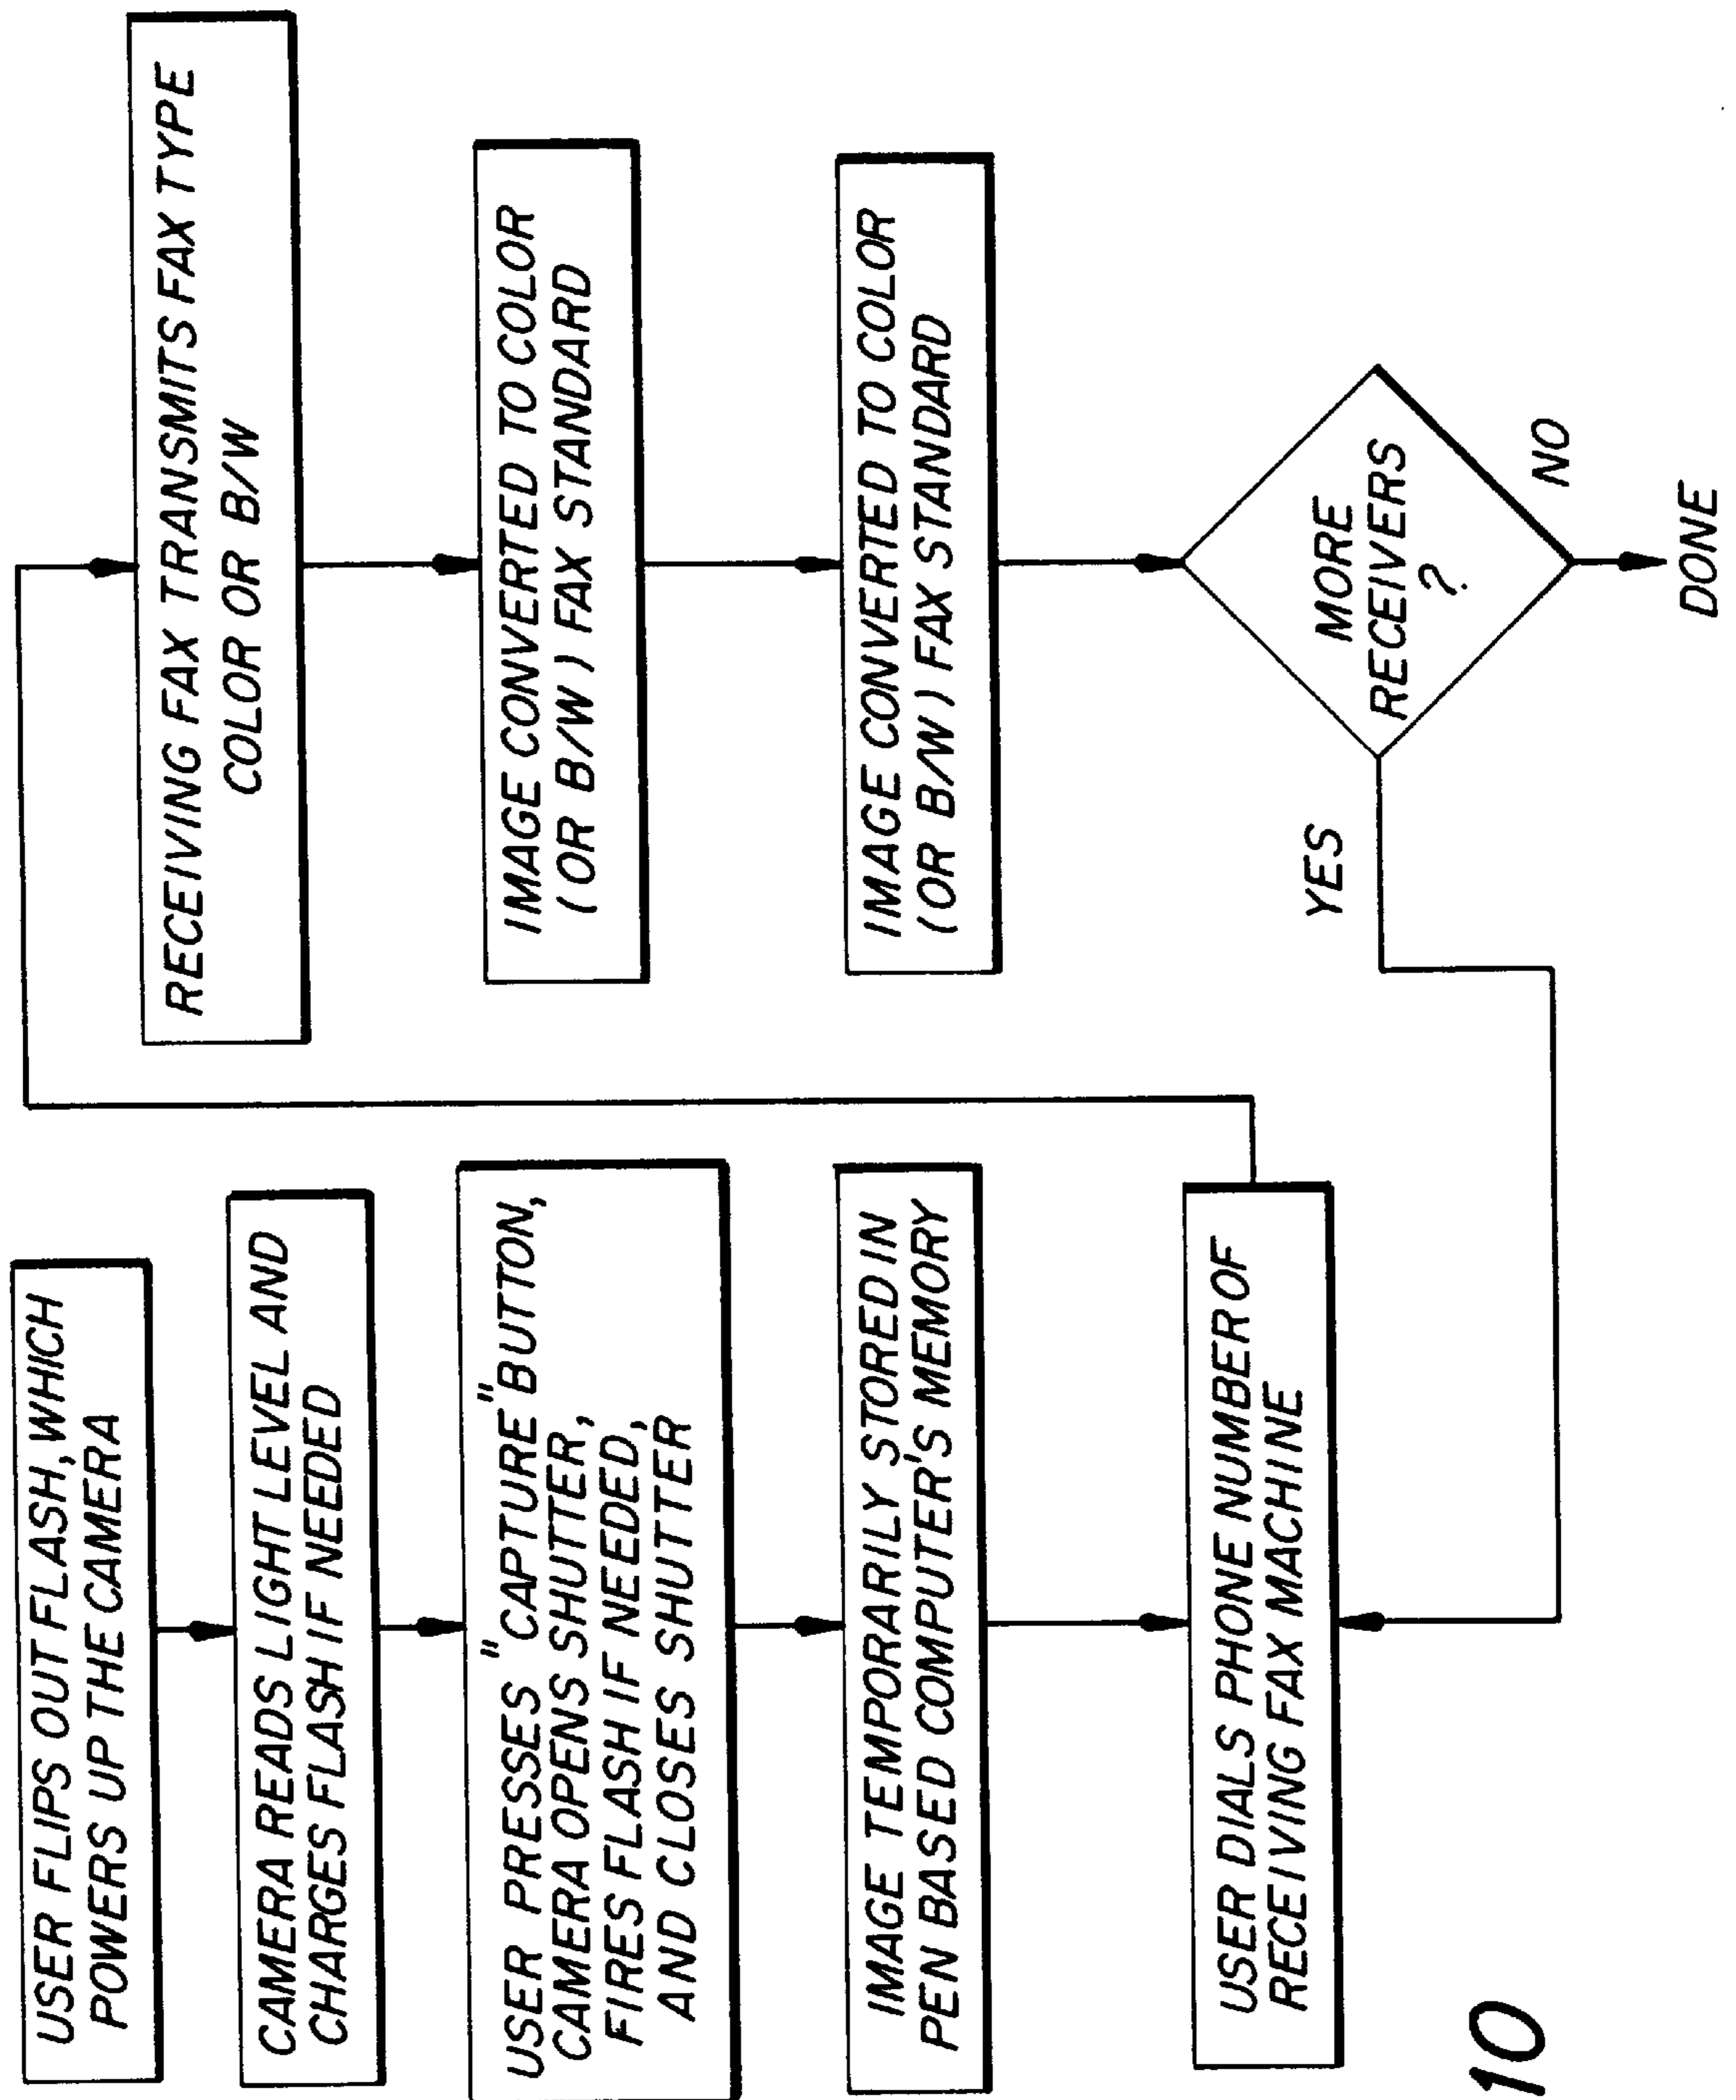 USER FLIPS OUT FLASH, WHICH
POWERS UP THE CAMERA
CAMERA READS LIGHT LEVEL AND
CHARGES FLASH IF NEEDED
USER PRESSES "CAPTURE" BUTTON,
CAMERA OPENS SHUTTER,
FIRES FLASH IF NEEDED,
AND CLOSES SHUTTER
IMAGE TEMPORARILY STORED IN
PEN BASED COMPUTER'S MEMORY
USER DIALS PHONE NUMBER OF
RECEIVING FAX MACHINE
RECEIVING FAX TRANSMITS FAX TYPE
COLOR OR B/W
IMAGE CONVERTED TO COLOR
(OR B/W) FAX STANDARD
IMAGE CONVERTED TO COLOR
(OR B/W) FAX STANDARD
MORE
RECEIVERS
?
YES
NO
DONE
10